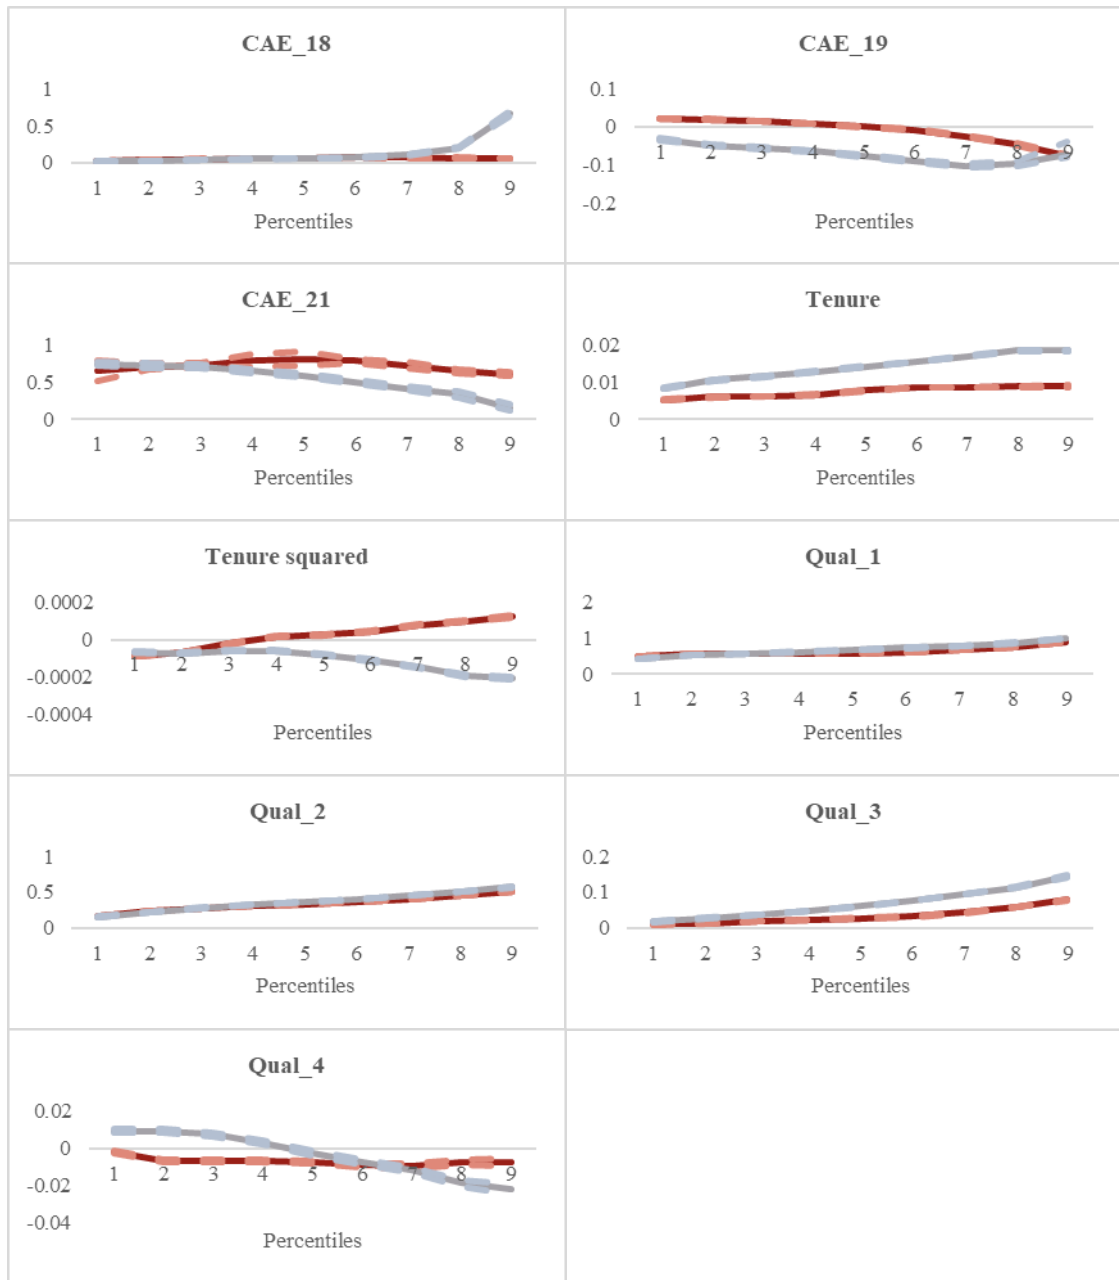 CAE_18
1
0.5
0
1 2 3 4 5 6 7 8 9
Percentiles
CAE_19
0.1
0
-0.1
-0.2
1 2 3 4 5 6 7 8 9
Percentiles
CAE_21
1
0.5
0
1 2 3 4 5 6 7 8 9
Percentiles
Tenure
0.02
0.01
0
1 2 3 4 5 6 7 8 9
Percentiles
Tenure squared
0.0002
0
-0.0002
-0.0004
1 2 3 4 5 6 7 8 9
Percentiles
Qual_1
2
1
0
1 2 3 4 5 6 7 8 9
Percentiles
Qual_2
1
0.5
0
1 2 3 4 5 6 7 8 9
Percentiles
Qual_3
0.2
0.1
0
1 2 3 4 5 6 7 8 9
Percentiles
Qual_4
0.02
0
-0.02
-0.04
1 2 3 4 5 6 7 8 9
Percentiles